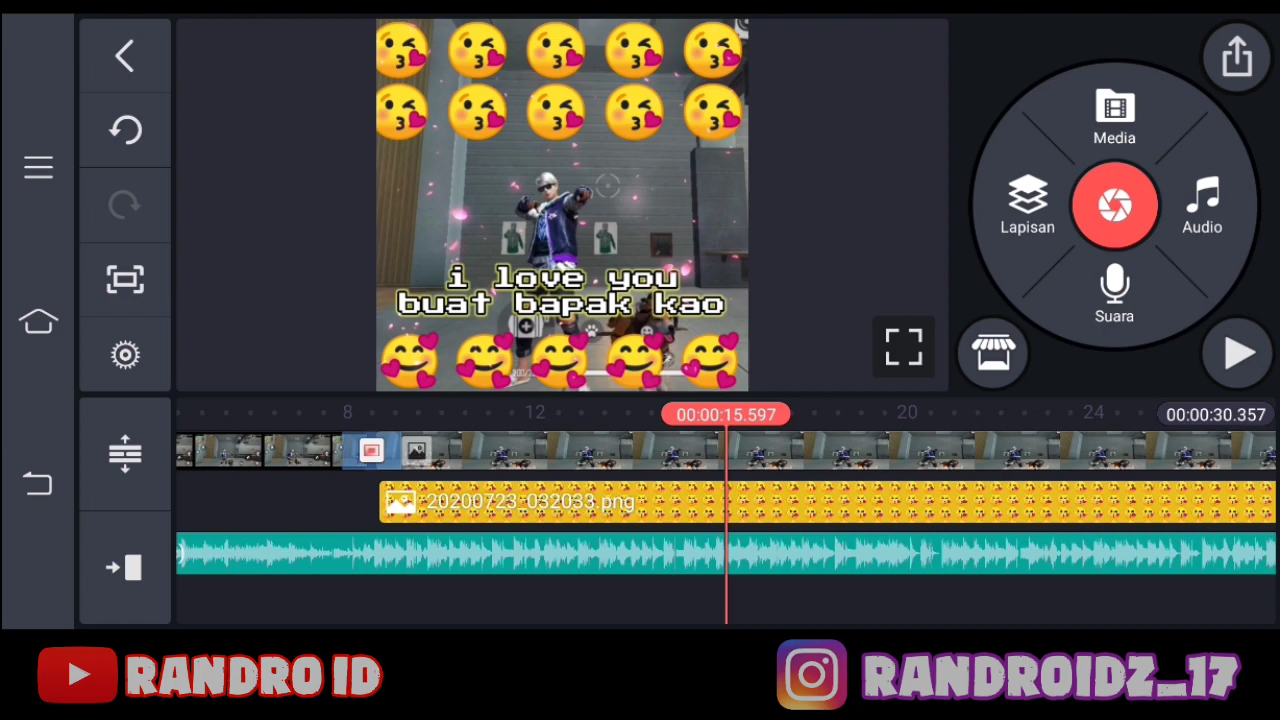 Media
Lapisan
Audio
Suara
i love you
buat bapak kao
8
12
00:00:15.597
20
24
00:00:30.357
20200723_032033.png
RANDRO ID
RANDROIDZ_17